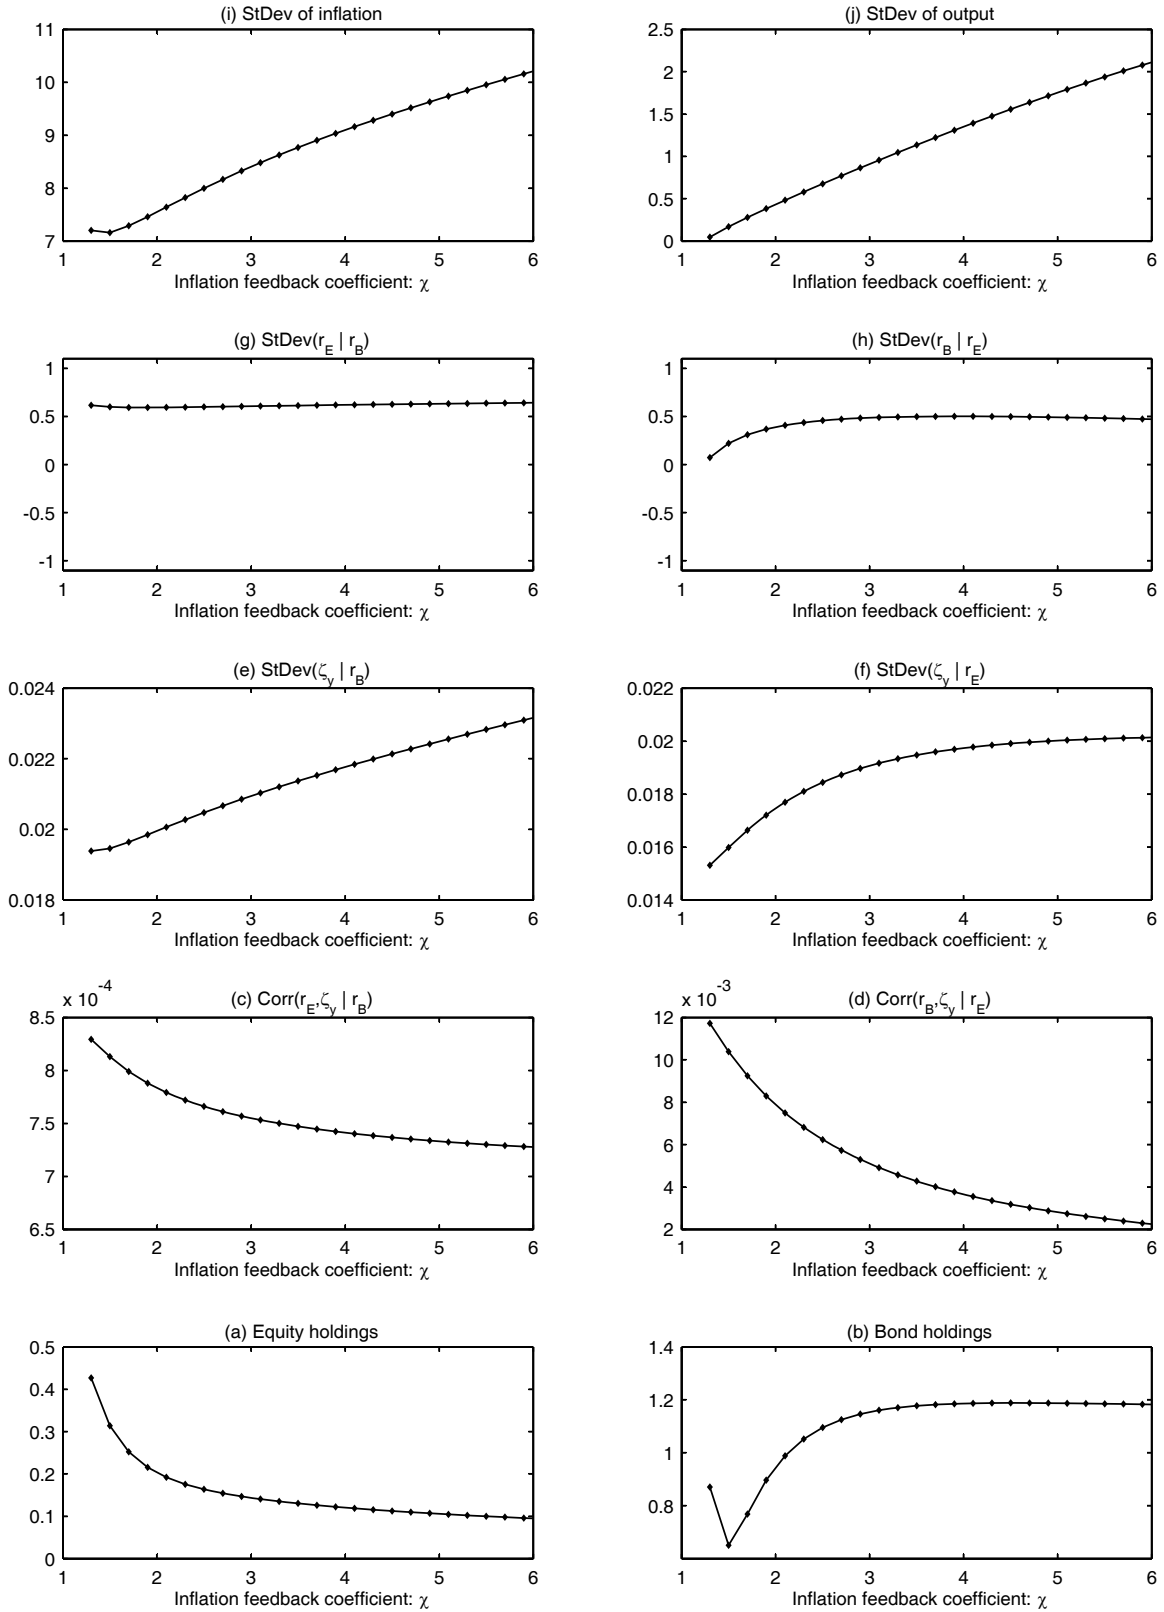 (i) StDev of inflation
11
10
9
8
7
1 2 3 4 5 6
Inflation feedback coefficient: χ
(j) StDev of output
2.5
2
1.5
1
0.5
0
1 2 3 4 5 6
Inflation feedback coefficient: χ
(g) StDev(r_E | r_B)
1
0.5
0
-0.5
-1
1 2 3 4 5 6
Inflation feedback coefficient: χ
(h) StDev(r_B | r_E)
1
0.5
0
-0.5
-1
1 2 3 4 5 6
Inflation feedback coefficient: χ
(e) StDev(ζ_y | r_B)
0.024
0.022
0.02
0.018
1 2 3 4 5 6
Inflation feedback coefficient: χ
(f) StDev(ζ_y | r_E)
0.022
0.02
0.018
0.016
0.014
1 2 3 4 5 6
Inflation feedback coefficient: χ
x 10^-4
(c) Corr(r_E,ζ_y | r_B)
8.5
8
7.5
7
6.5
1 2 3 4 5 6
Inflation feedback coefficient: χ
x 10^-3
(d) Corr(r_B,ζ_y | r_E)
12
10
8
6
4
2
1 2 3 4 5 6
Inflation feedback coefficient: χ
(a) Equity holdings
0.5
0.4
0.3
0.2
0.1
0
1 2 3 4 5 6
Inflation feedback coefficient: χ
(b) Bond holdings
1.4
1.2
1
0.8
1 2 3 4 5 6
Inflation feedback coefficient: χ